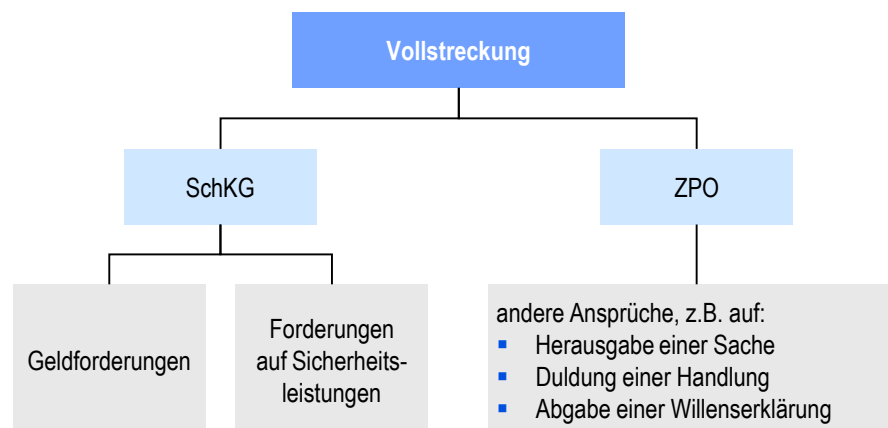 Vollstreckung
SchKG
ZPO
Geldforderungen
Forderungen
auf Sicherheits-
leistungen
andere Ansprüche, z.B. auf:
▪ Herausgabe einer Sache
▪ Duldung einer Handlung
▪ Abgabe einer Willenserklärung